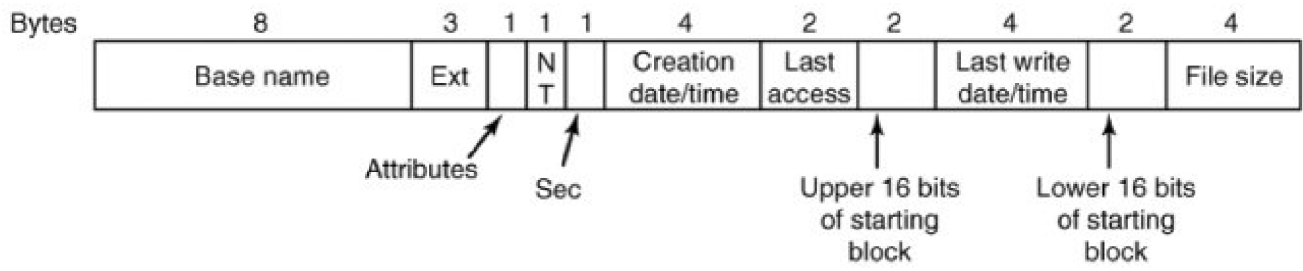 Bytes 8 3 1 1 1 4 2 2 4 2 4
Base name Ext N T Creation date/time Last access Last write date/time File size
Attributes
Sec
Upper 16 bits of starting block
Lower 16 bits of starting block